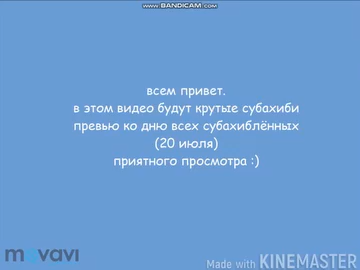 www.BANDICAM.com
всем привет.
в этом видео будут крутые субахиби
превью ко дню всех субахиблённых
(20 июля)
приятного просмотра :)
movavi
Made with KINEMASTER